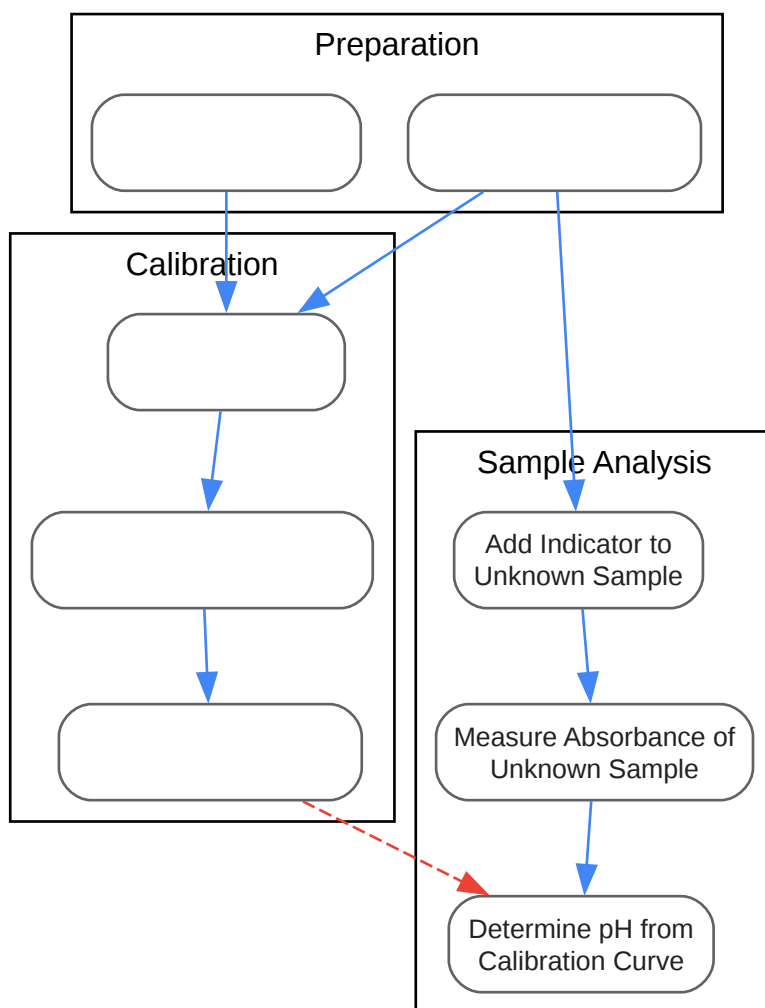 Preparation
Calibration
Sample Analysis
Add Indicator to
Unknown Sample
Measure Absorbance of
Unknown Sample
Determine pH from
Calibration Curve